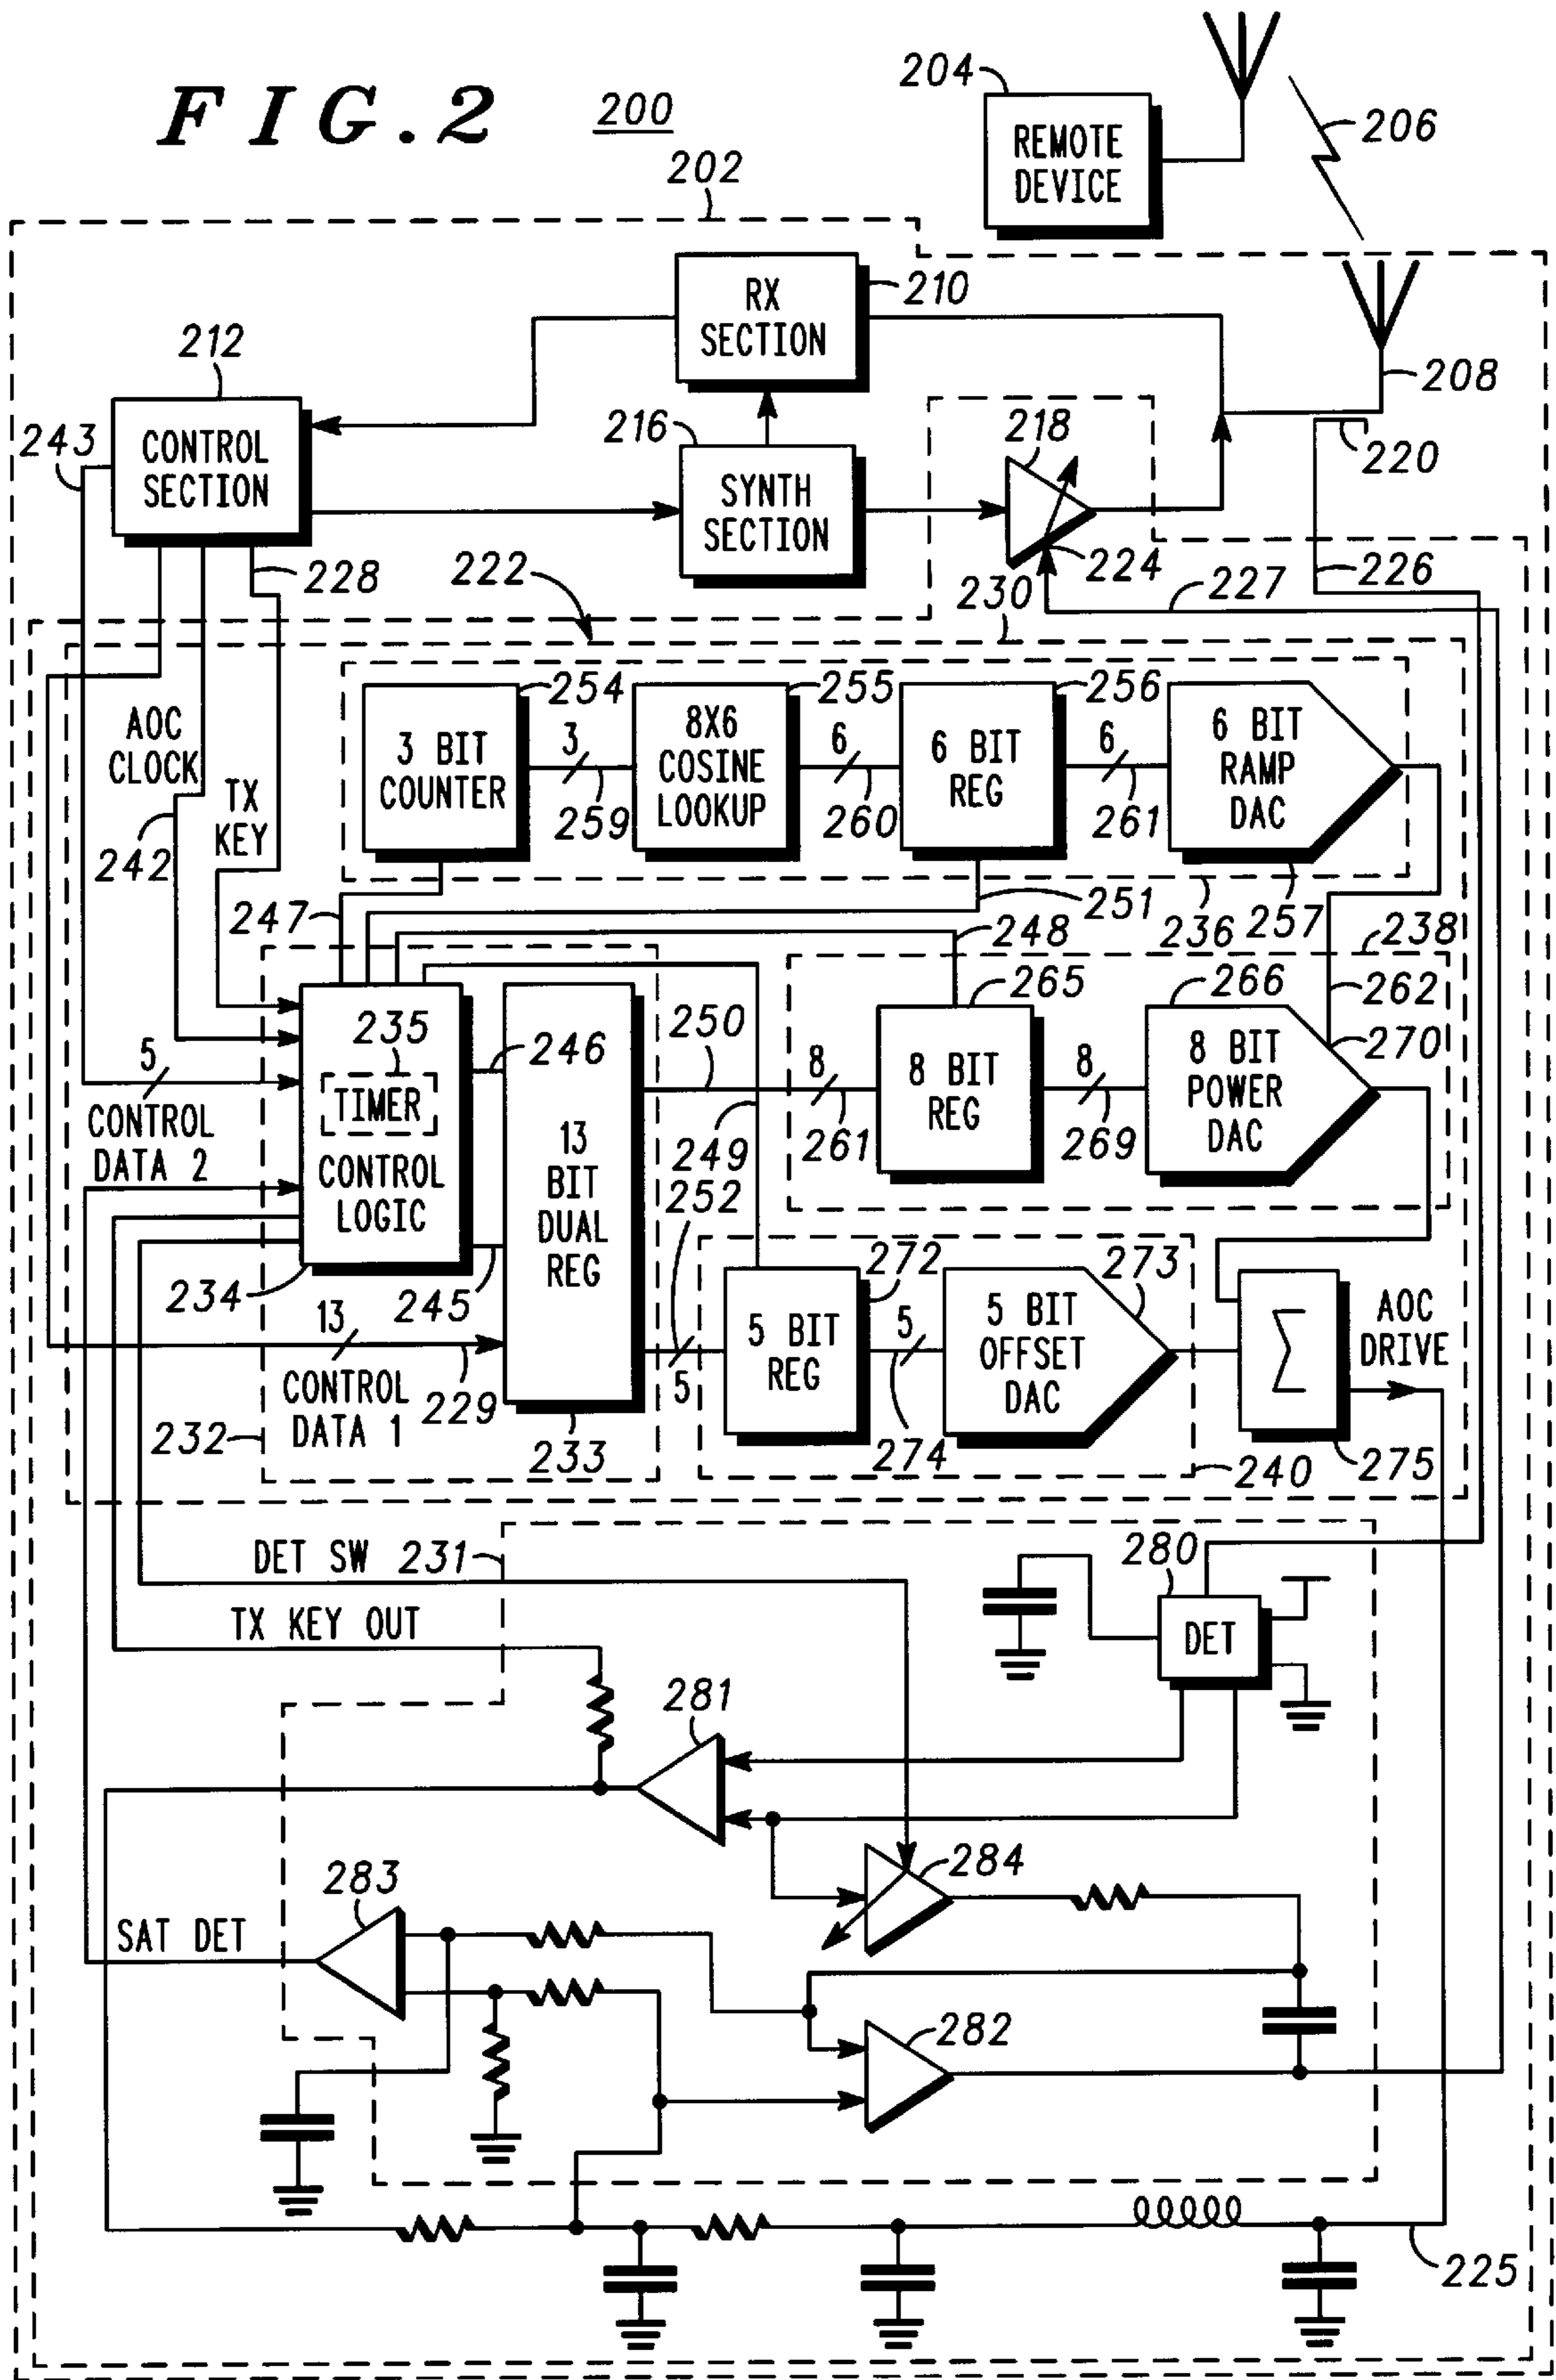 FIG.2
200
204
REMOTE
DEVICE
206
202
RX
SECTION
210
212
208
CONTROL
SECTION
243
216
SYNTH
SECTION
218
220
228
222
224
226
230
227
AOC
CLOCK
TX
KEY
242
254
3 BIT
COUNTER
3
259
255
8X6
COSINE
LOOKUP
6
260
256
6 BIT
REG
6
261
6 BIT
RAMP
DAC
247
251
236
257
238
248
235
TIMER
CONTROL
LOGIC
246
250
265
266
262
270
5
CONTROL
DATA 2
13
BIT
DUAL
REG
249
252
8
261
8 BIT
REG
8
269
8 BIT
POWER
DAC
234
245
13
229
CONTROL
DATA 1
232
233
5
272
5 BIT
REG
5
274
273
5 BIT
OFFSET
DAC
240
Σ
AOC
DRIVE
275
DET SW
231
TX KEY OUT
280
DET
281
284
283
SAT DET
282
225